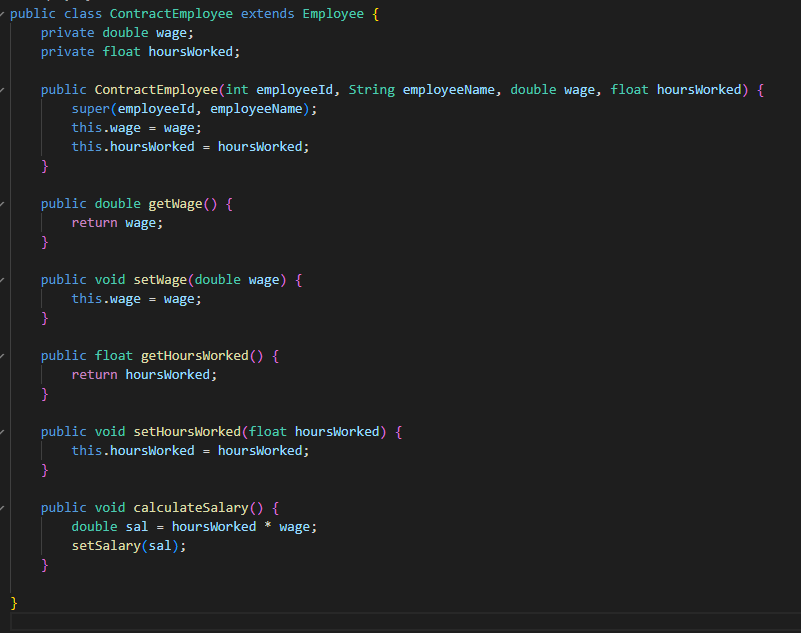 public class ContractEmployee extends Employee {
    private double wage;
    private float hoursWorked;

    public ContractEmployee(int employeeId, String employeeName, double wage, float hoursWorked) {
        super(employeeId, employeeName);
        this.wage = wage;
        this.hoursWorked = hoursWorked;
    }

    public double getWage() {
        return wage;
    }

    public void setWage(double wage) {
        this.wage = wage;
    }

    public float getHoursWorked() {
        return hoursWorked;
    }

    public void setHoursWorked(float hoursWorked) {
        this.hoursWorked = hoursWorked;
    }

    public void calculateSalary() {
        double sal = hoursWorked * wage;
        setSalary(sal);
    }

}